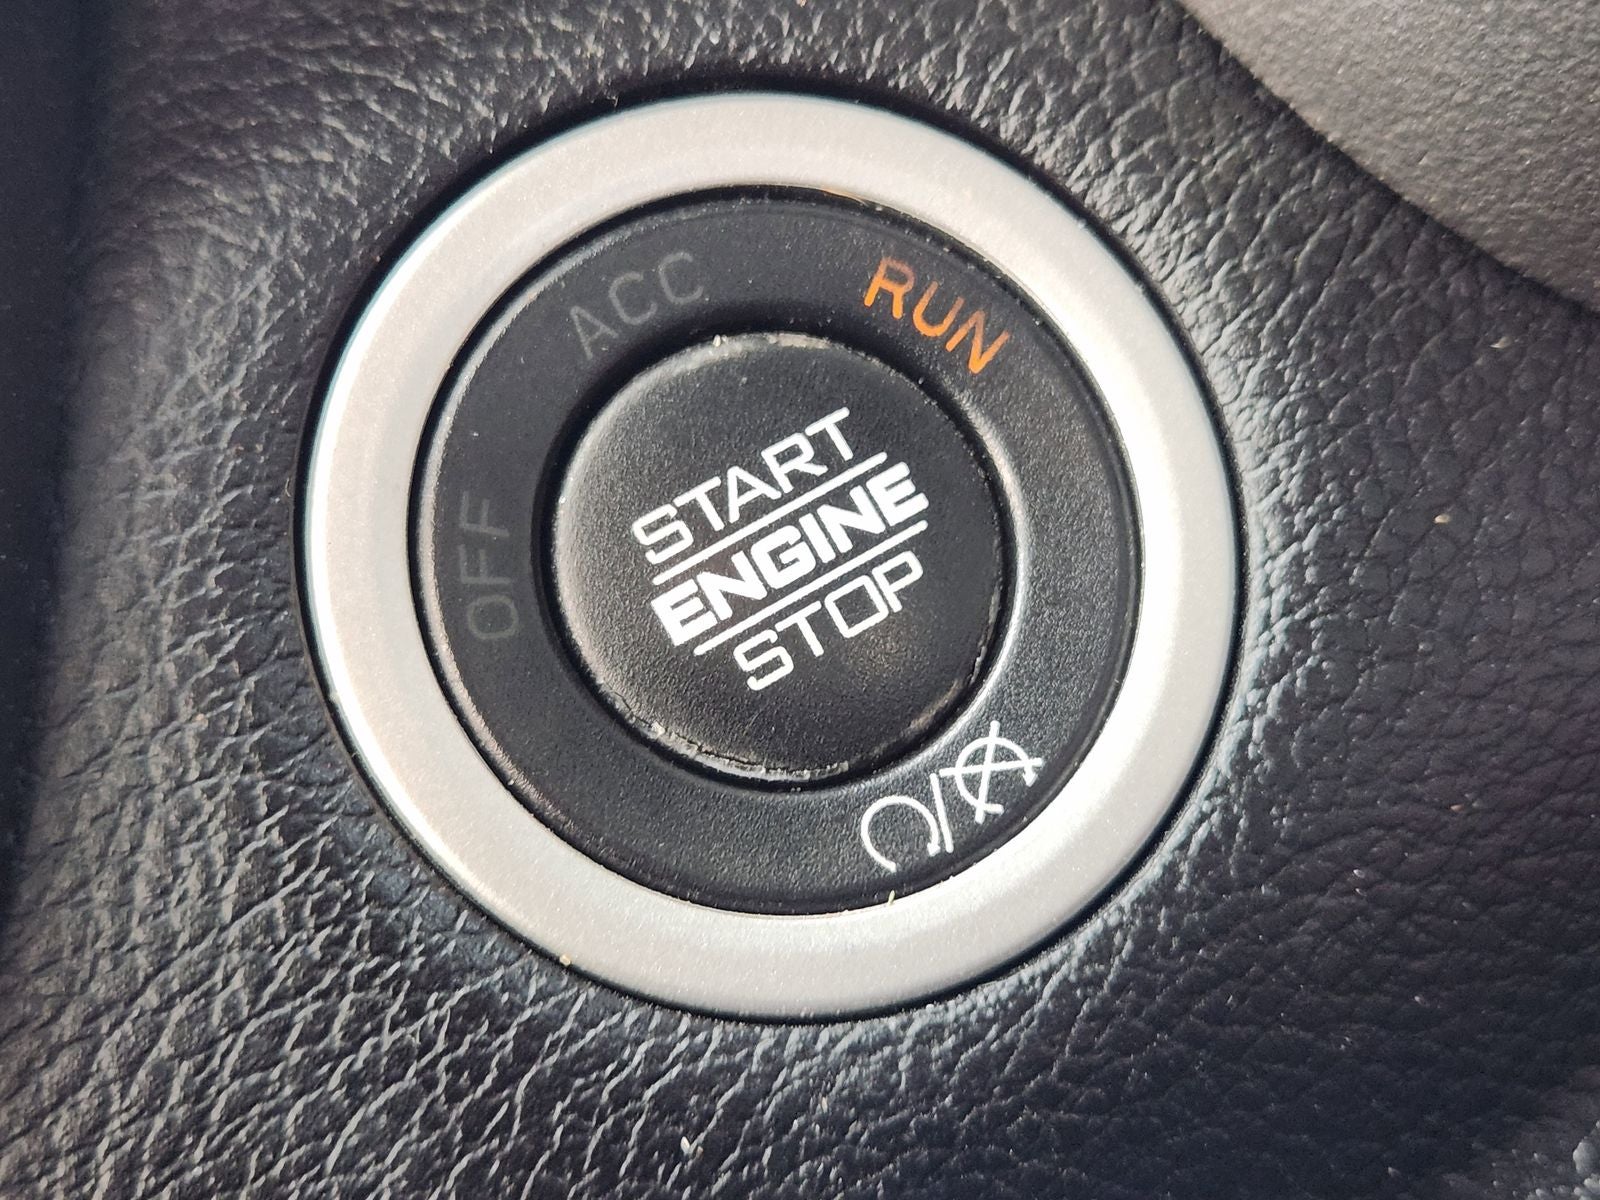 OFF
ACC
RUN
START
ENGINE
STOP